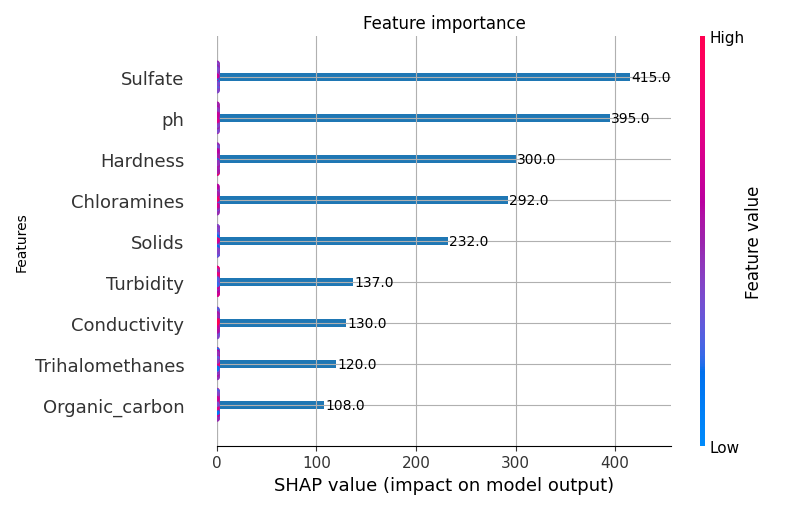 Feature importance
High
Sulfate
415.0
ph
395.0
Hardness
300.0
Chloramines
292.0
Solids
232.0
Turbidity
137.0
Conductivity
130.0
Trihalomethanes
120.0
Organic_carbon
108.0
Features
Feature value
Low
0 100 200 300 400
SHAP value (impact on model output)